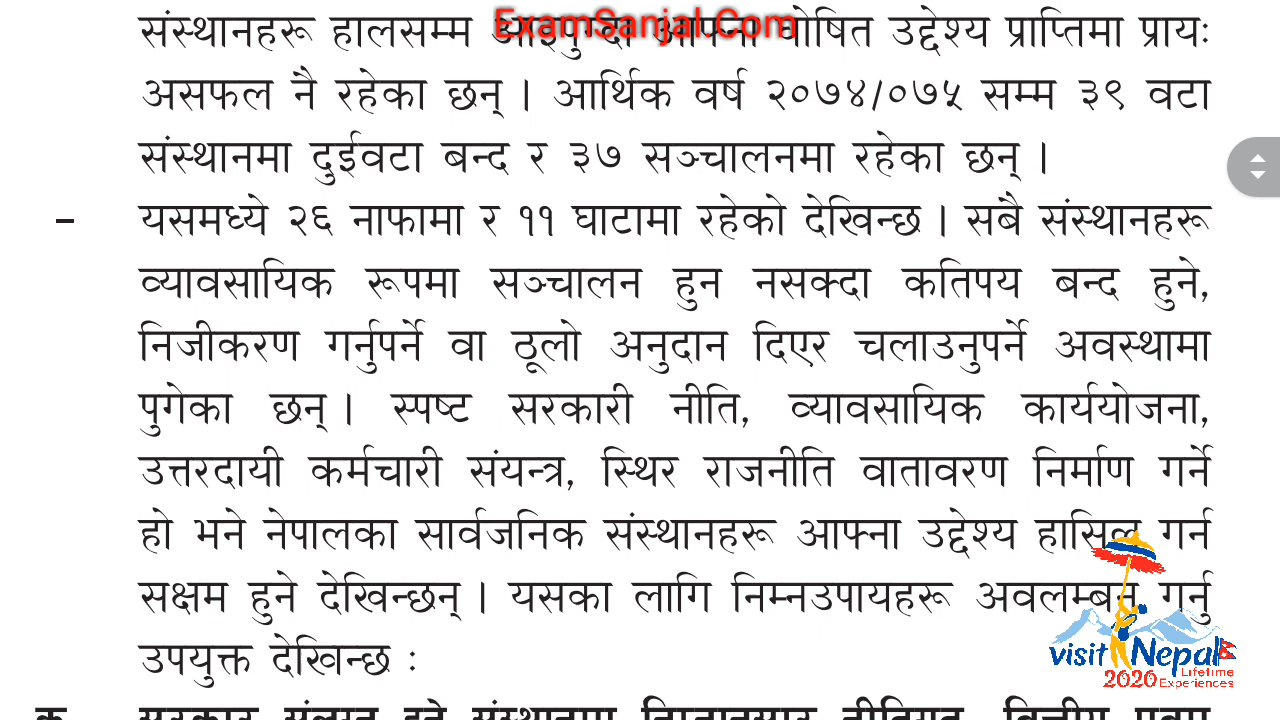 ExamSanjal.Com
संस्थानहरू हालसम्म आइपुग्दा आफ्ना घोषित उद्देश्य प्राप्तिमा प्रायः
असफल नै रहेका छन् । आर्थिक वर्ष २०७४/०७५ सम्म ३९ वटा
संस्थानमा दुईवटा बन्द र ३७ सञ्चालनमा रहेका छन् ।
– यसमध्ये २६ नाफामा र ११ घाटामा रहेको देखिन्छ । सबै संस्थानहरू
व्यावसायिक रूपमा सञ्चालन हुन नसक्दा कतिपय बन्द हुने,
निजीकरण गर्नुपर्ने वा ठूलो अनुदान दिएर चलाउनुपर्ने अवस्थामा
पुगेका छन् । स्पष्ट सरकारी नीति, व्यावसायिक कार्ययोजना,
उत्तरदायी कर्मचारी संयन्त्र, स्थिर राजनीति वातावरण निर्माण गर्ने
हो भने नेपालका सार्वजनिक संस्थानहरू आफ्ना उद्देश्य हासिल गर्न
सक्षम हुने देखिन्छन् । यसका लागि निम्नउपायहरू अवलम्बन गर्नु
उपयुक्त देखिन्छ :
visit Nepal
2020 Lifetime Experiences